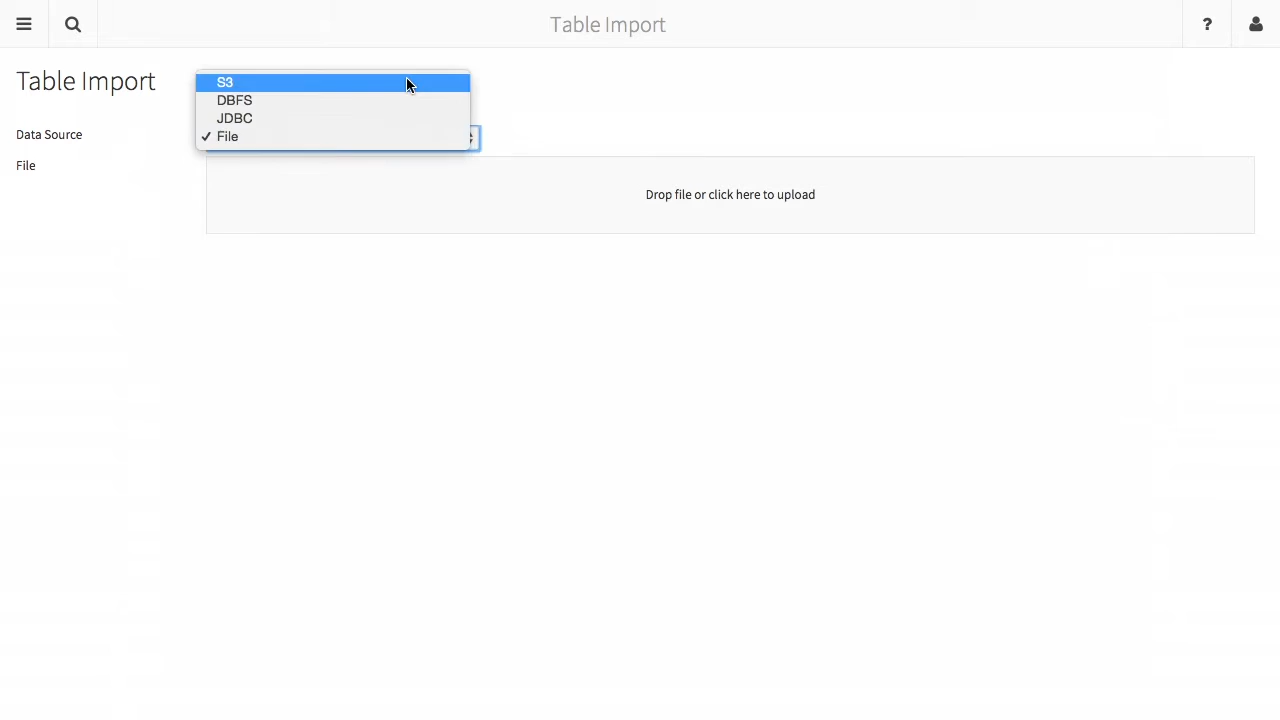 Table Import
?
Table Import
S3
DBFS
JDBC
✓ File
Data Source
File
Drop file or click here to upload